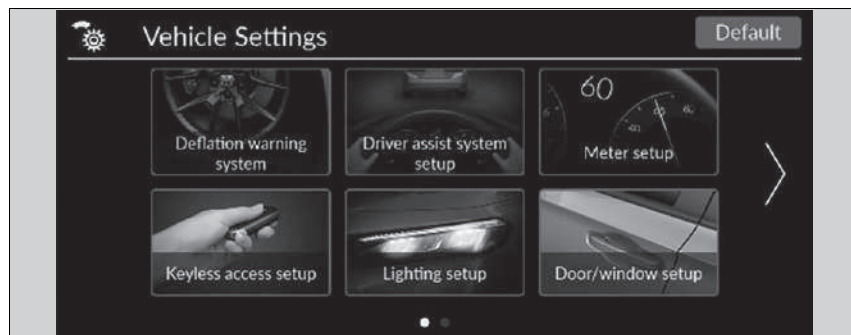 Vehicle Settings
Default
Deflation warning
system
Driver assist system
setup
60
Meter setup
Keyless access setup
Lighting setup
Door/window setup